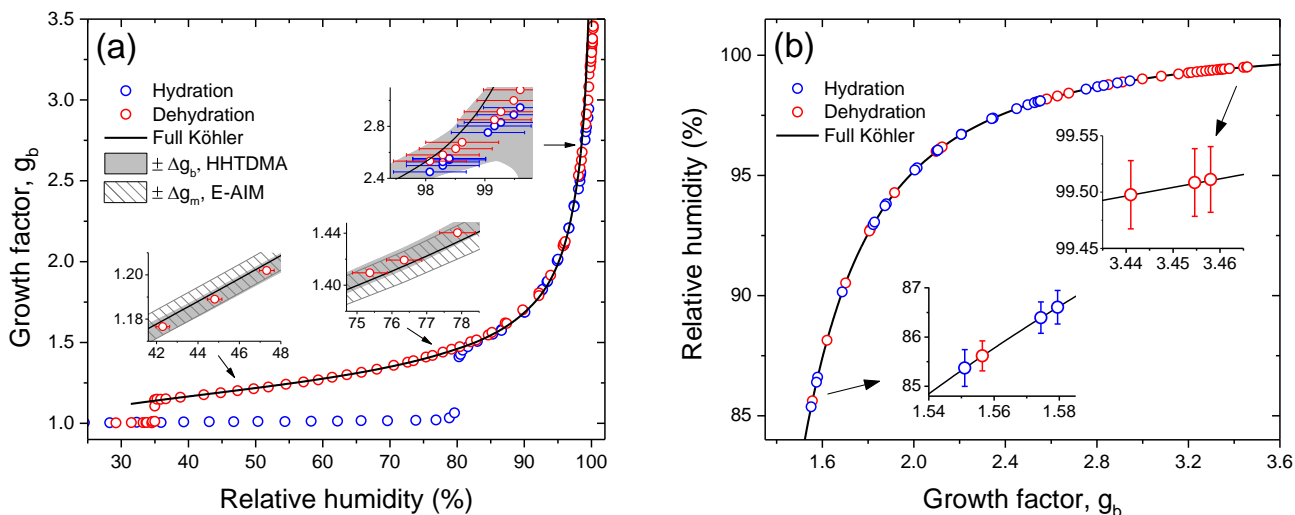 (a)
Hydration
Dehydration
Full Köhler
± Δg_b, HHTDMA
± Δg_m, E-AIM
Growth factor, g_b
3.5
3.0
2.5
2.0
1.5
1.0
2.8
2.4
98 99
1.44
1.40
75 76 77 78
1.20
1.18
42 44 46 48
30 40 50 60 70 80 90 100
Relative humidity (%)
(b)
Hydration
Dehydration
Full Köhler
Relative humidity (%)
100
95
90
85
99.55
99.50
99.45
3.44 3.45 3.46
87
86
85
1.54 1.56 1.58
1.6 2.0 2.4 2.8 3.2 3.6
Growth factor, g_b